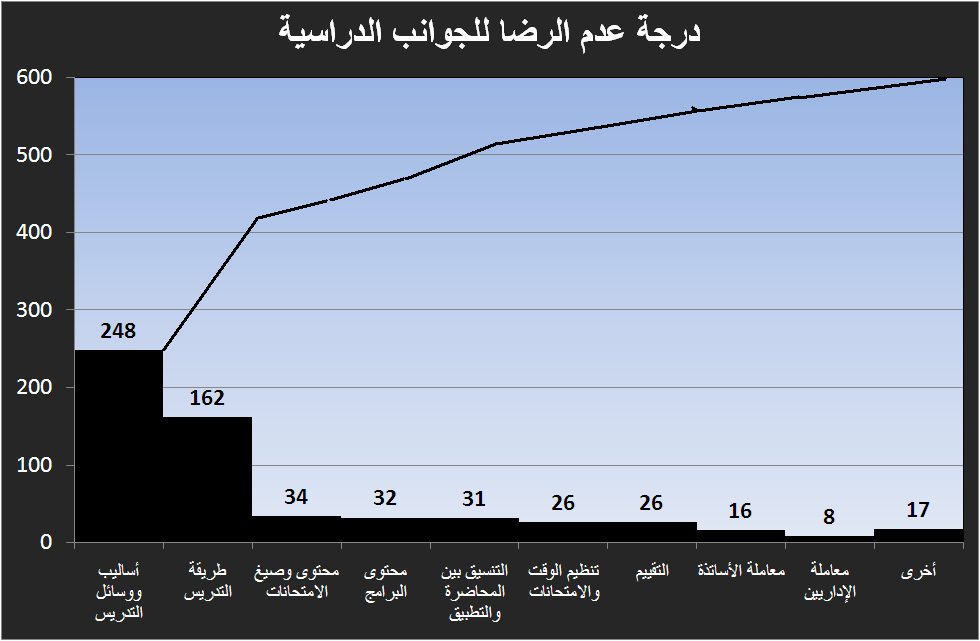 درجة عدم الرضا للجوانب الدراسية
600
500
400
300
200
100
0
248
162
34
32
31
26
26
16
8
17
أساليب
ووسائل
التدريس
طريقة
التدريس
محتوى وصيغ
الامتحانات
محتوى
البرامج
التنسيق بين
المحاضرة
والتطبيق
تنظيم الوقت
والامتحانات
التقييم
معاملة الأساتذة
معاملة
الإداريين
أخرى